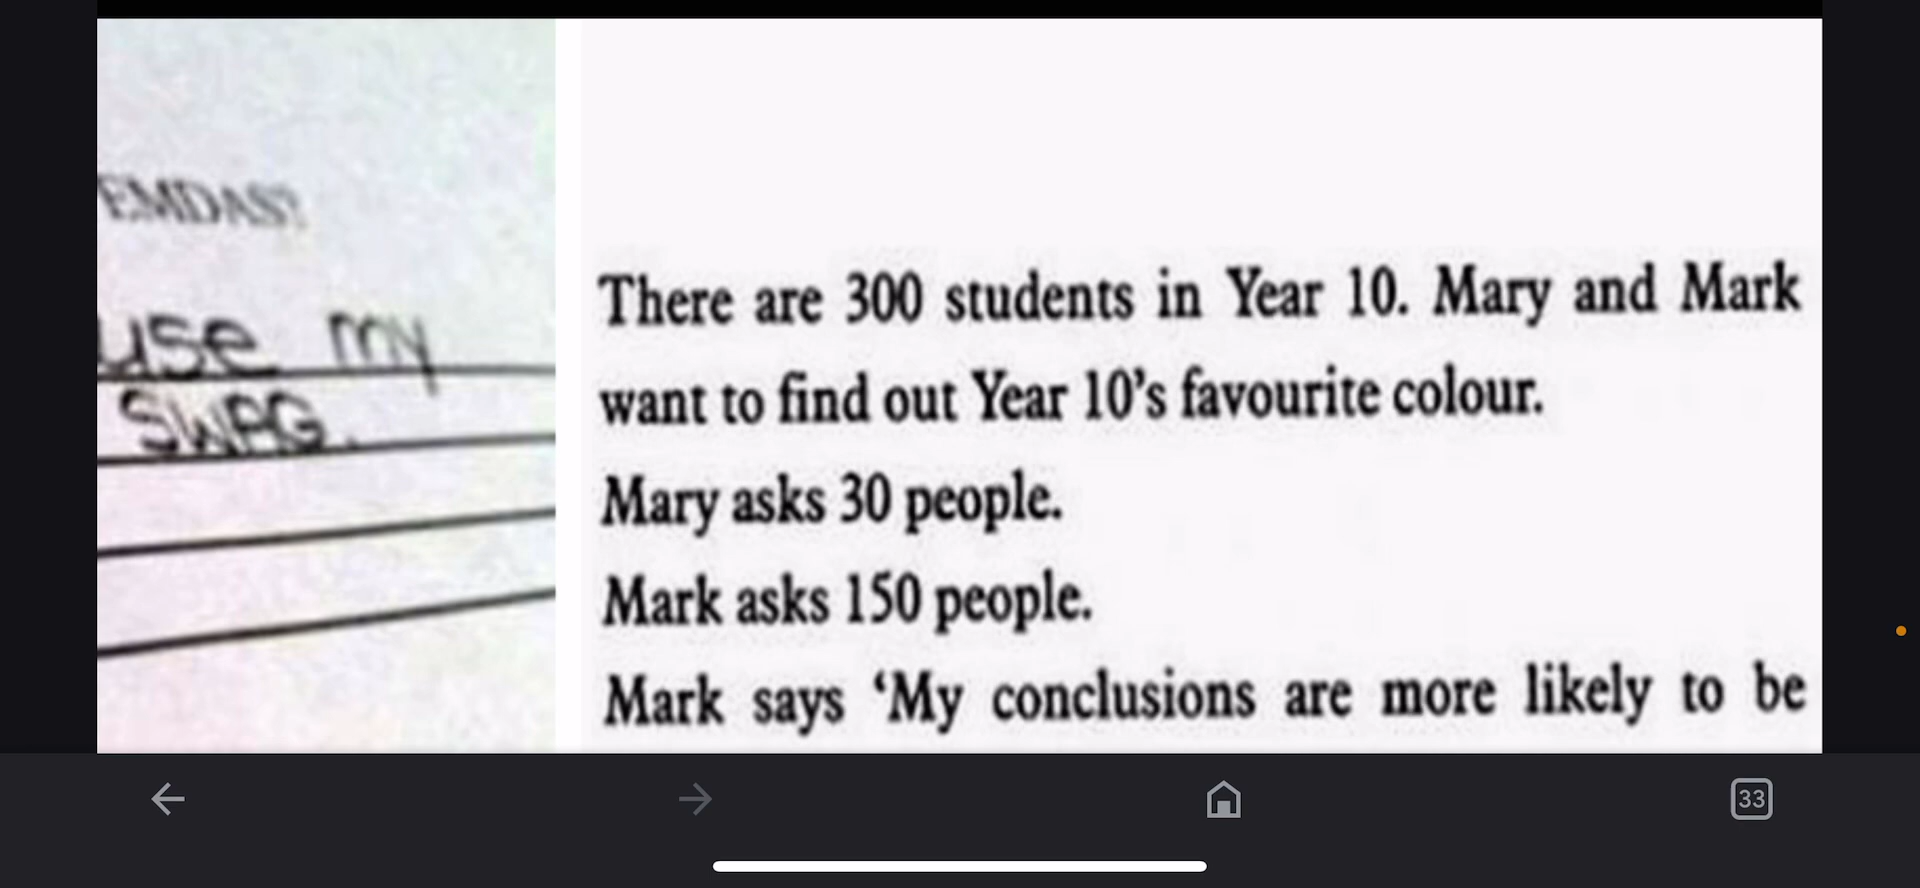 EMDAS?
use my
SWAG.
There are 300 students in Year 10. Mary and Mark
want to find out Year 10's favourite colour.
Mary asks 30 people.
Mark asks 150 people.
Mark says ‘My conclusions are more likely to be
33